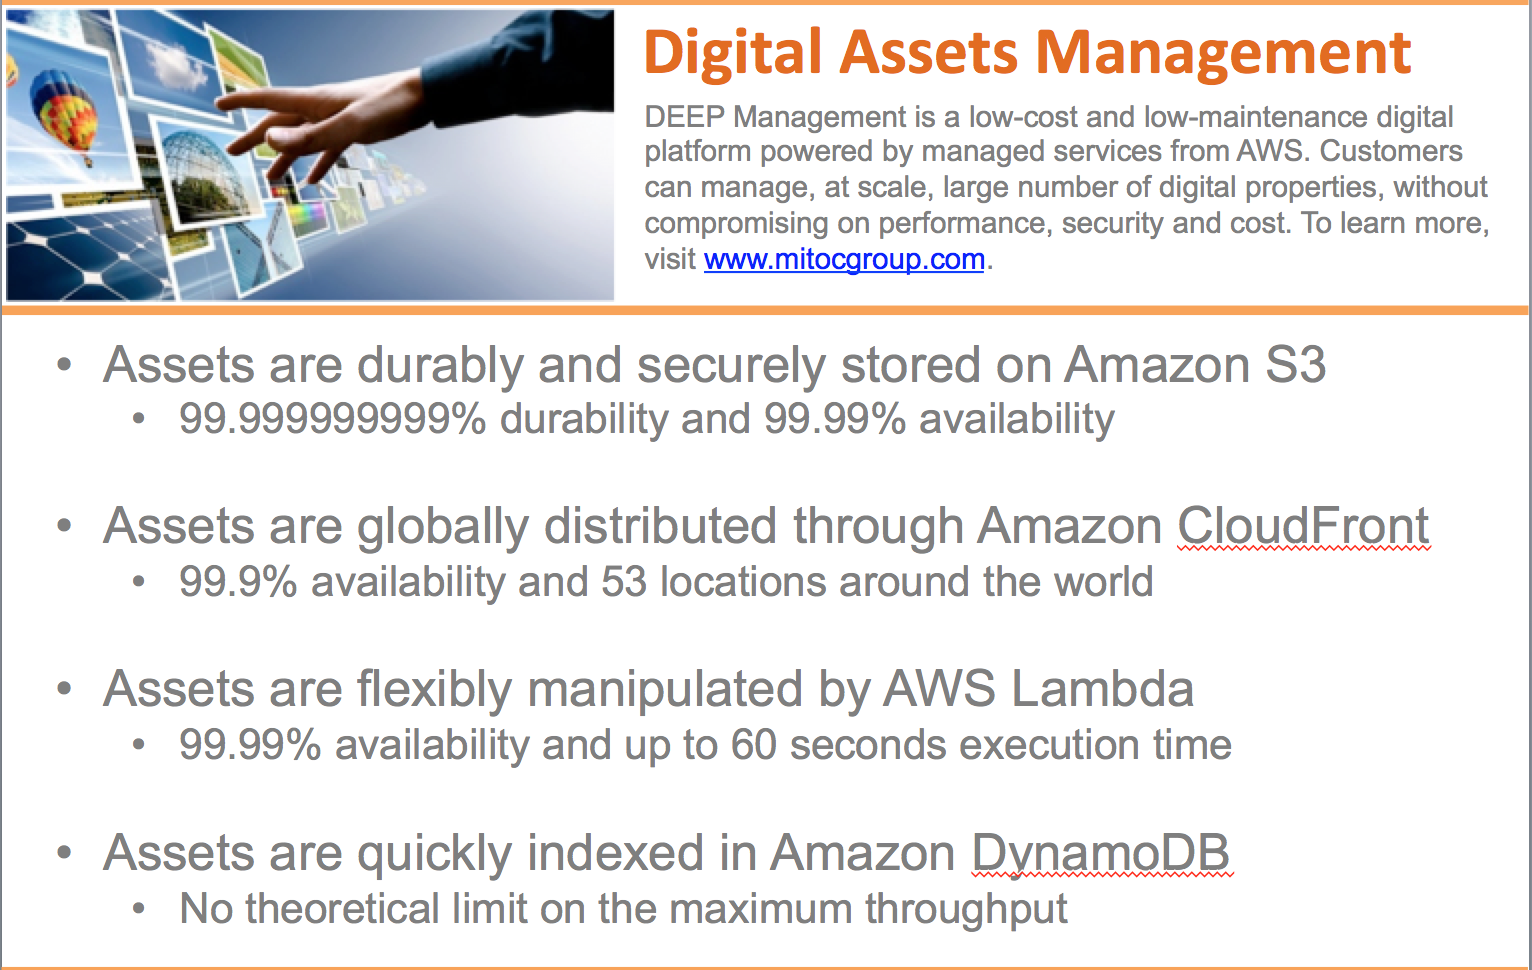 Digital Assets Management
DEEP Management is a low-cost and low-maintenance digital
platform powered by managed services from AWS. Customers
can manage, at scale, large number of digital properties, without
compromising on performance, security and cost. To learn more,
visit www.mitocgroup.com.
• Assets are durably and securely stored on Amazon S3
• 99.999999999% durability and 99.99% availability
• Assets are globally distributed through Amazon CloudFront
• 99.9% availability and 53 locations around the world
• Assets are flexibly manipulated by AWS Lambda
• 99.99% availability and up to 60 seconds execution time
• Assets are quickly indexed in Amazon DynamoDB
• No theoretical limit on the maximum throughput